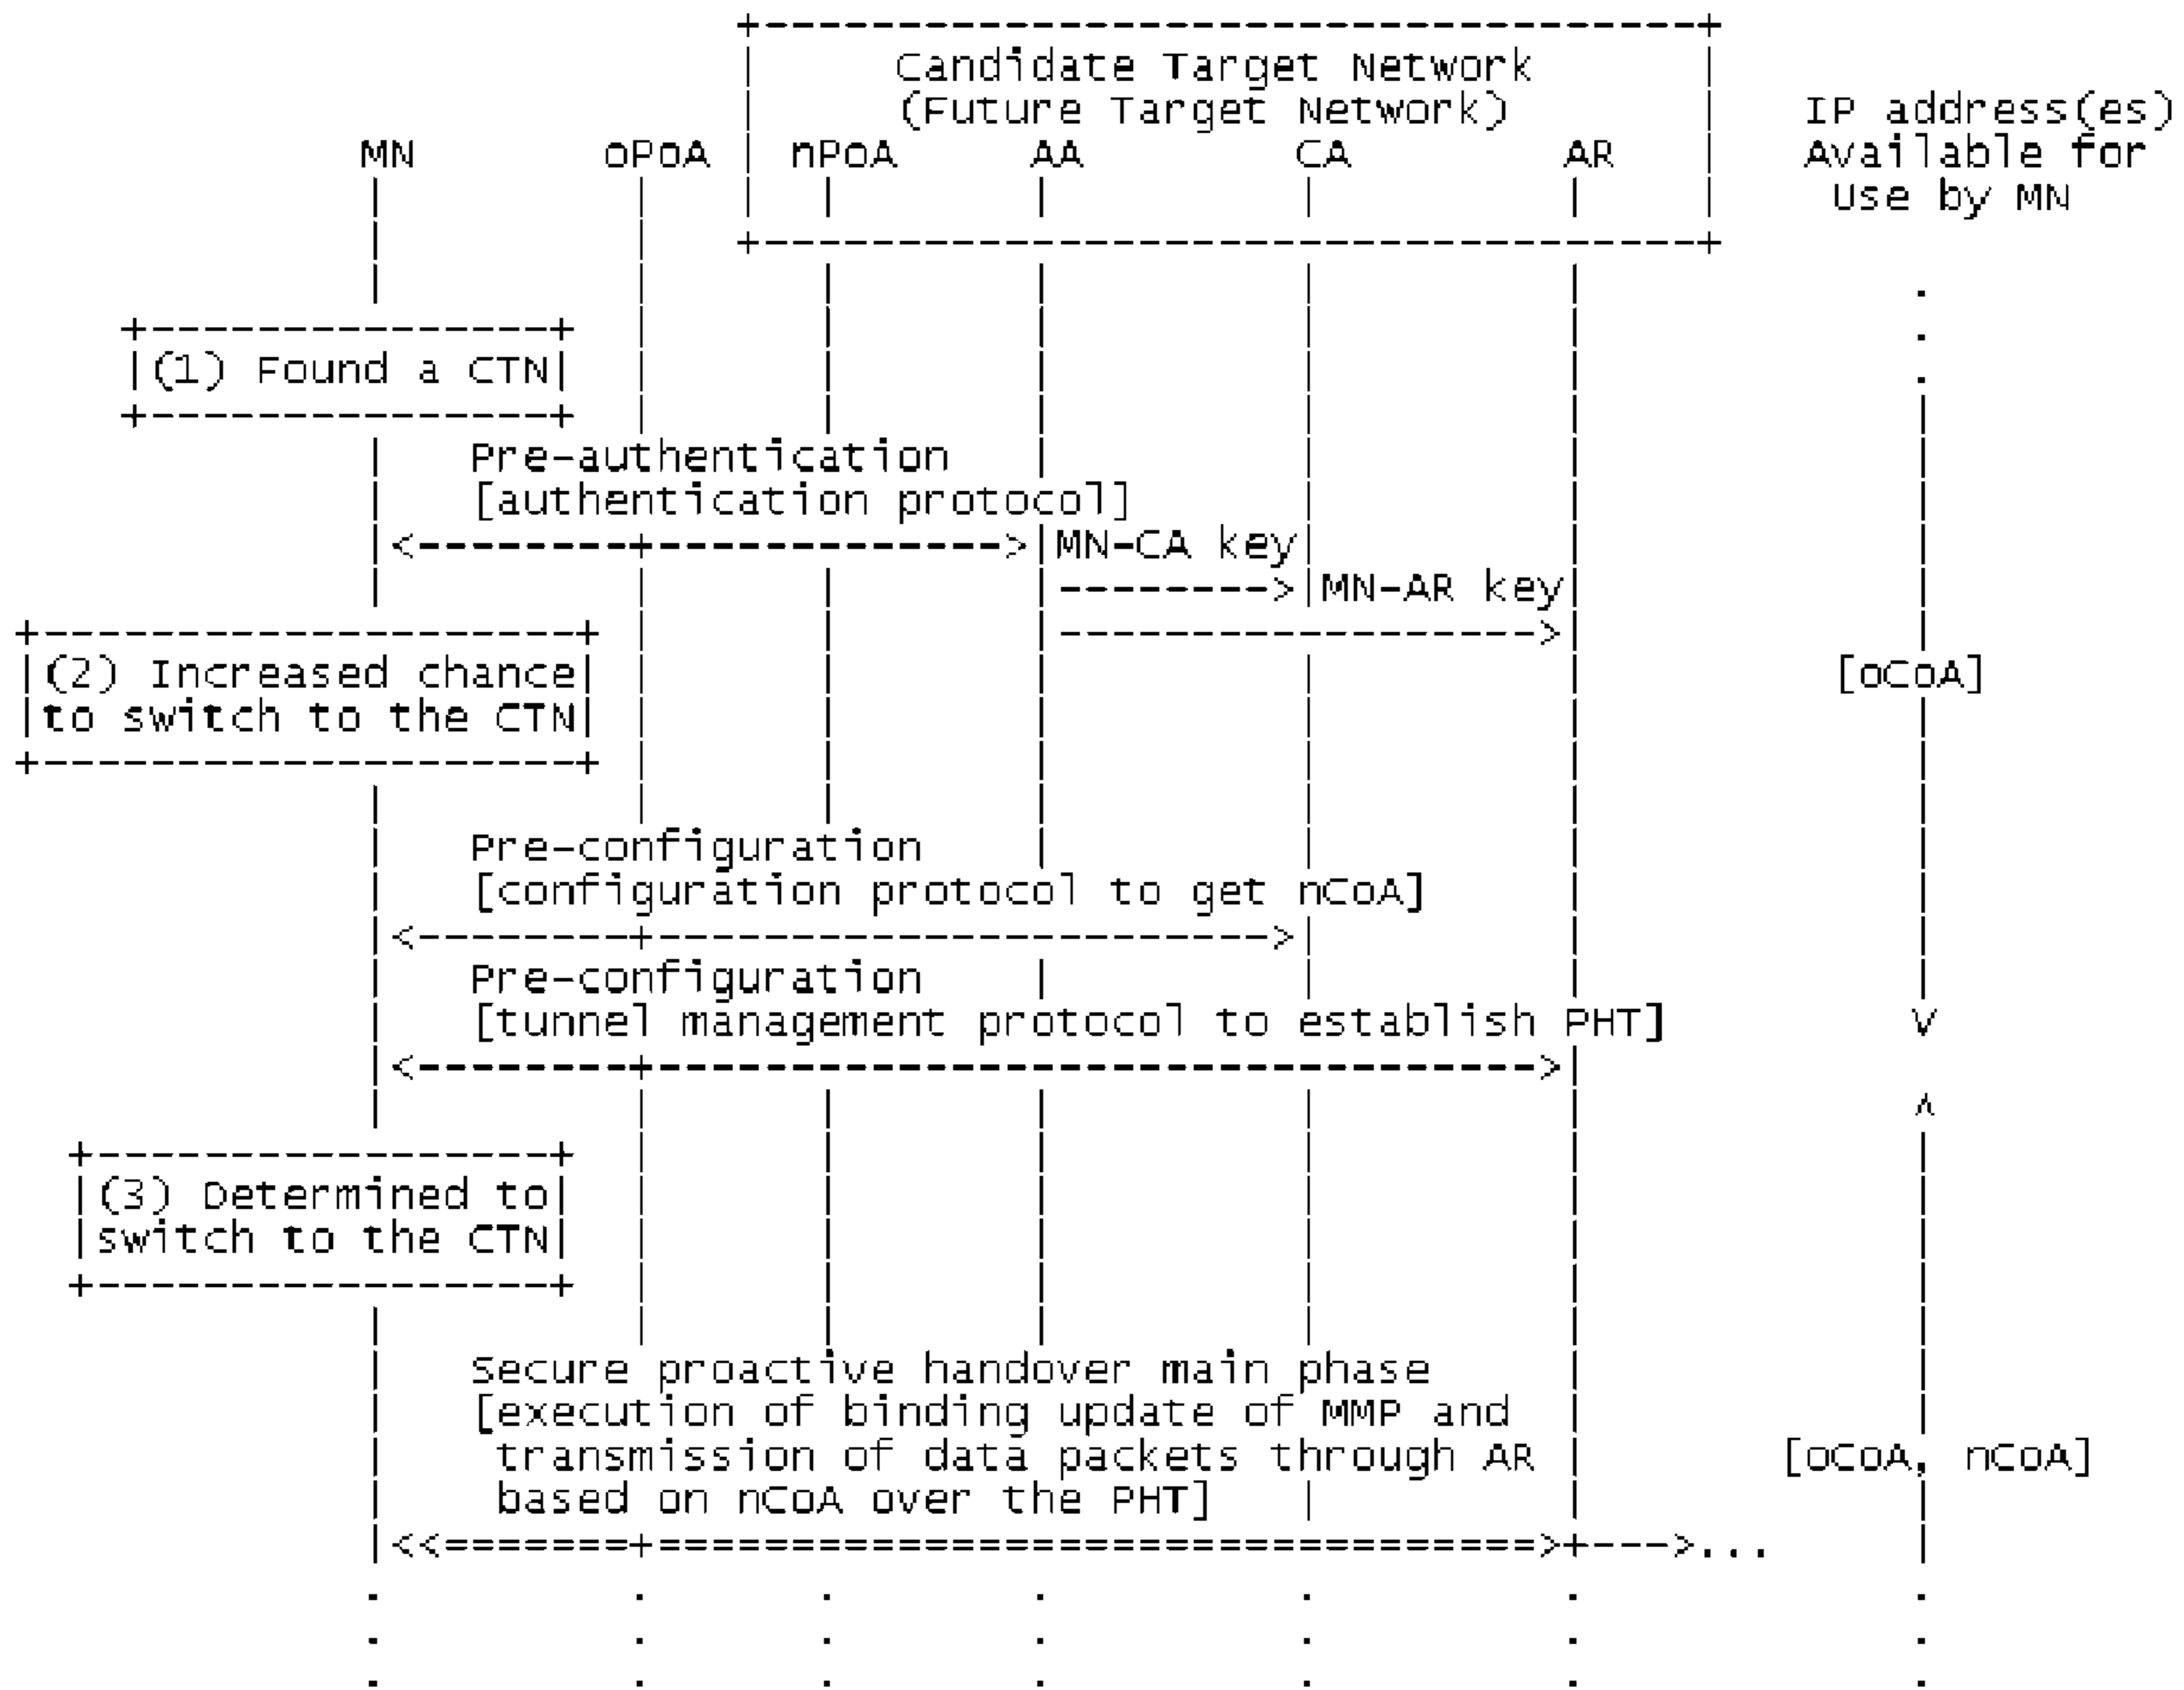 Candidate Target Network
(Future Target Network) IP address(es)
MN oPoA nPoA AA CA AR Available for
Use by MN
(1) Found a CTN
Pre-authentication
[authentication protocol]
MN-CA key
MN-AR key
(2) Increased chance
[oCoA]
to switch to the CTN
Pre-configuration
[configuration protocol to get nCoA]
Pre-configuration
[tunnel management protocol to establish PHT]
(3) Determined to
switch to the CTN
Secure proactive handover main phase
[execution of binding update of MMP and
transmission of data packets through AR [oCoA, nCoA]
based on nCoA over the PHT]